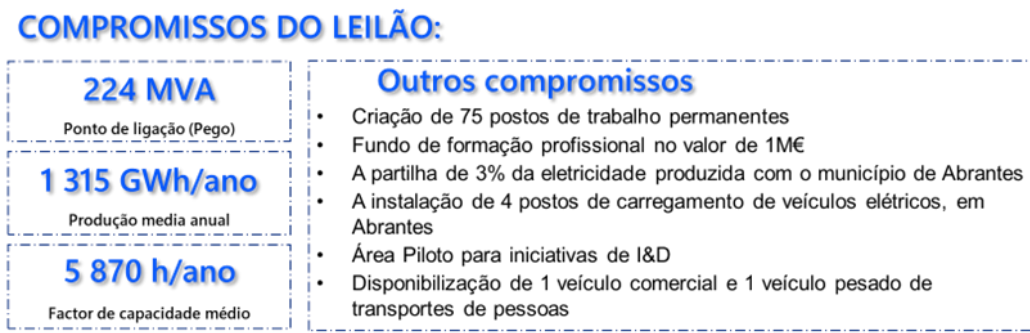 COMPROMISSOS DO LEILÃO:
224 MVA
Ponto de ligação (Pego)
1 315 GWh/ano
Produção media anual
5 870 h/ano
Factor de capacidade médio
Outros compromissos
• Criação de 75 postos de trabalho permanentes
• Fundo de formação profissional no valor de 1M€
• A partilha de 3% da eletricidade produzida com o município de Abrantes
• A instalação de 4 postos de carregamento de veículos elétricos, em
Abrantes
• Área Piloto para iniciativas de I&D
• Disponibilização de 1 veículo comercial e 1 veículo pesado de
transportes de pessoas